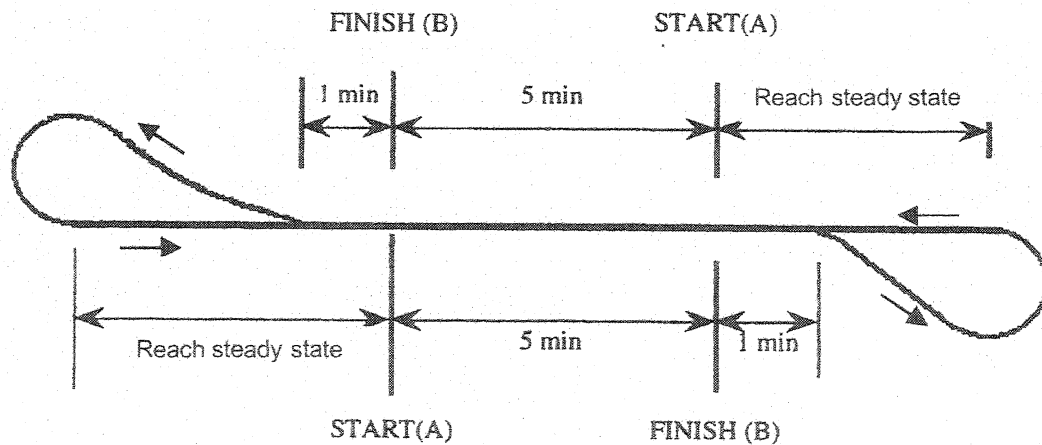 FINISH (B) START(A)
1 min 5 min Reach steady state
Reach steady state 5 min 1 min
START(A) FINISH (B)